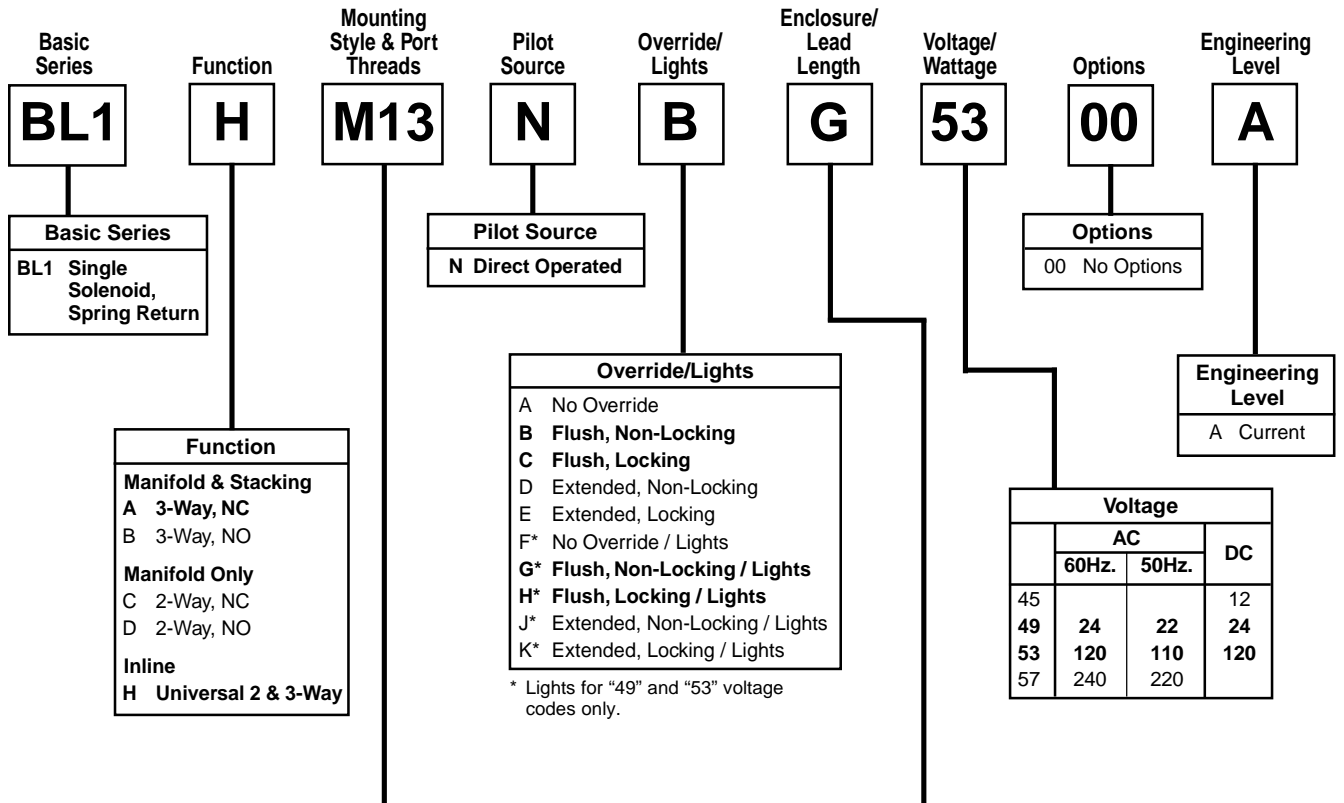 Basic Series
Function
Mounting Style & Port Threads
Pilot Source
Override/ Lights
Enclosure/ Lead Length
Voltage/ Wattage
Options
Engineering Level
BL1 H M13 N B G 53 00 A
Basic Series
BL1 Single
Solenoid,
Spring Return
Pilot Source
N Direct Operated
Options
00 No Options
Engineering
Level
A Current
Function
Manifold & Stacking
A 3-Way, NC
B 3-Way, NO
Manifold Only
C 2-Way, NC
D 2-Way, NO
Inline
H Universal 2 & 3-Way
Override/Lights
A No Override
B Flush, Non-Locking
C Flush, Locking
D Extended, Non-Locking
E Extended, Locking
F* No Override / Lights
G* Flush, Non-Locking / Lights
H* Flush, Locking / Lights
J* Extended, Non-Locking / Lights
K* Extended, Locking / Lights
* Lights for “49” and “53” voltage
codes only.
Voltage
AC
DC
60Hz. 50Hz.
45 12
49 24 22 24
53 120 110 120
57 240 220